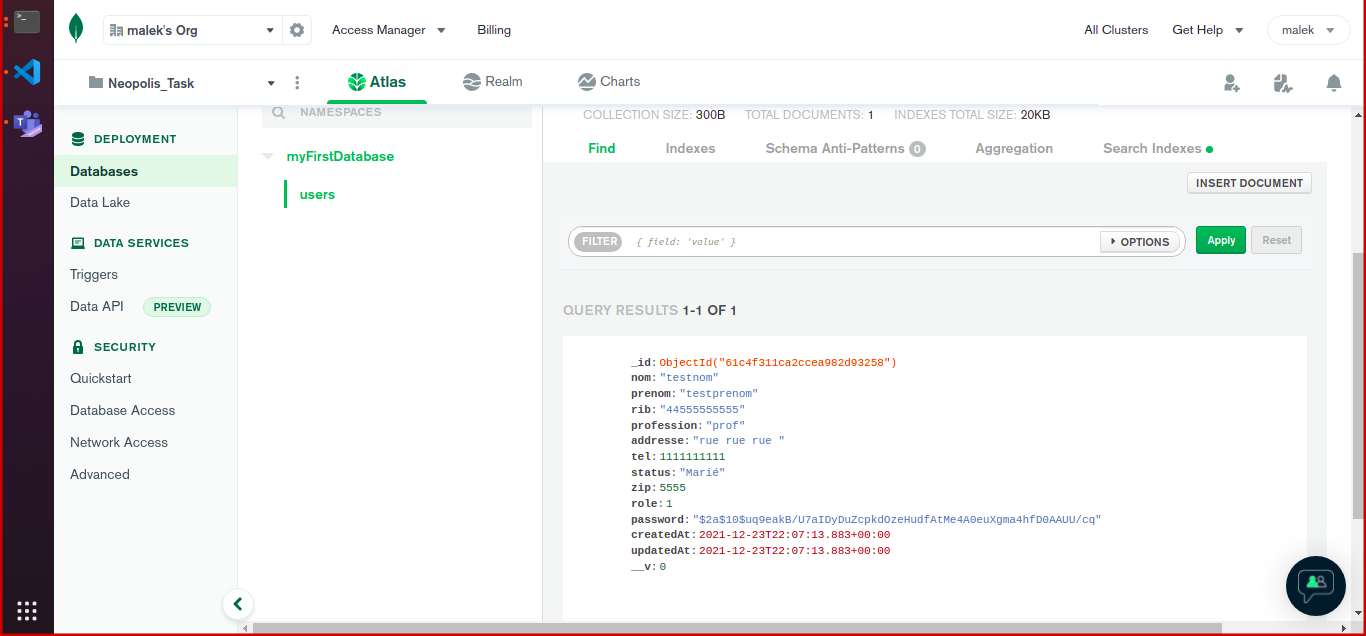 malek's Org
Access Manager
Billing
All Clusters
Get Help
malek
Neopolis_Task
Atlas
Realm
Charts
DEPLOYMENT
Databases
Data Lake
DATA SERVICES
Triggers
Data API PREVIEW
SECURITY
Quickstart
Database Access
Network Access
Advanced
NAMESPACES
myFirstDatabase
users
COLLECTION SIZE: 300B TOTAL DOCUMENTS: 1 INDEXES TOTAL SIZE: 20KB
Find Indexes Schema Anti-Patterns 0 Aggregation Search Indexes
INSERT DOCUMENT
FILTER { field: 'value' } OPTIONS Apply Reset
QUERY RESULTS 1-1 OF 1
_id: ObjectId("61c4f311ca2ccea982d93258")
nom: "testnom"
prenom: "testprenom"
rib: "44555555555"
profession: "prof"
addresse: "rue rue rue "
tel: 1111111111
status: "Marié"
zip: 5555
role: 1
password: "$2a$10$uq9eakB/U7aIDyDuZcpkdOzeHudfAtMe4A0euXgma4hfD0AAUU/cq"
createdAt: 2021-12-23T22:07:13.883+00:00
updatedAt: 2021-12-23T22:07:13.883+00:00
__v: 0